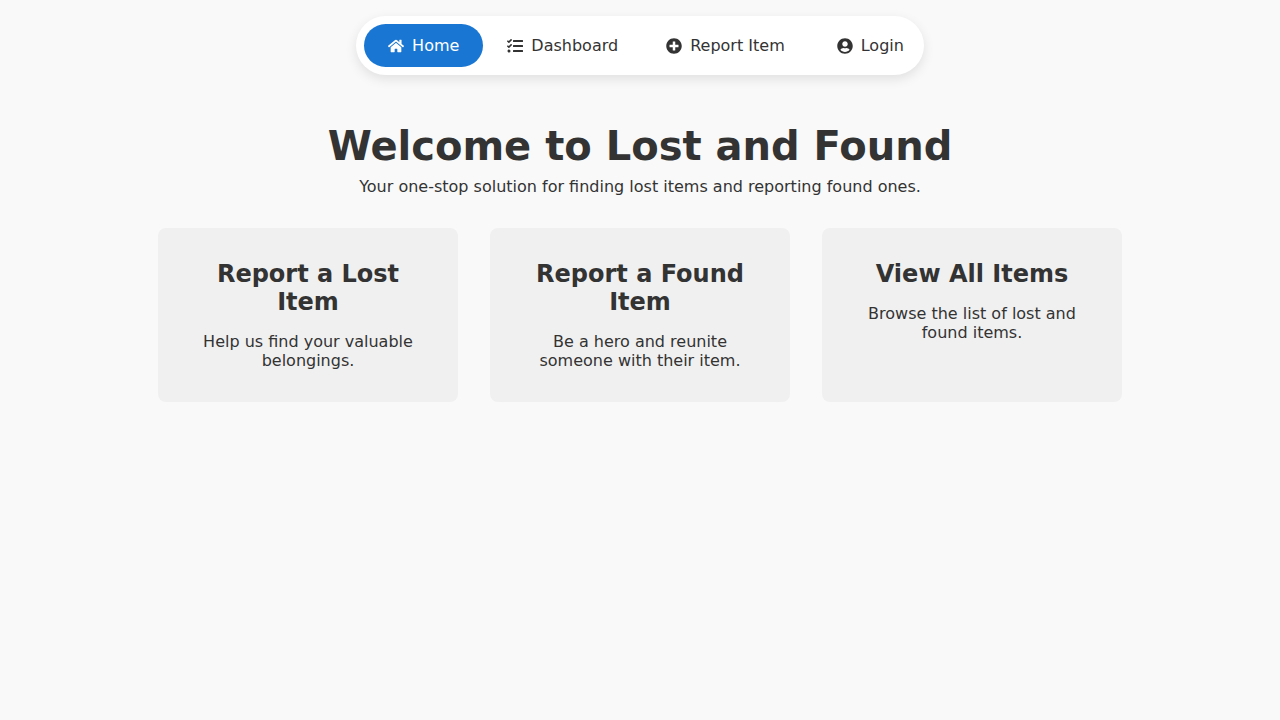 Home
Dashboard
Report Item
Login
Welcome to Lost and Found
Your one-stop solution for finding lost items and reporting found ones.
Report a Lost
Item
Help us find your valuable
belongings.
Report a Found
Item
Be a hero and reunite
someone with their item.
View All Items
Browse the list of lost and
found items.